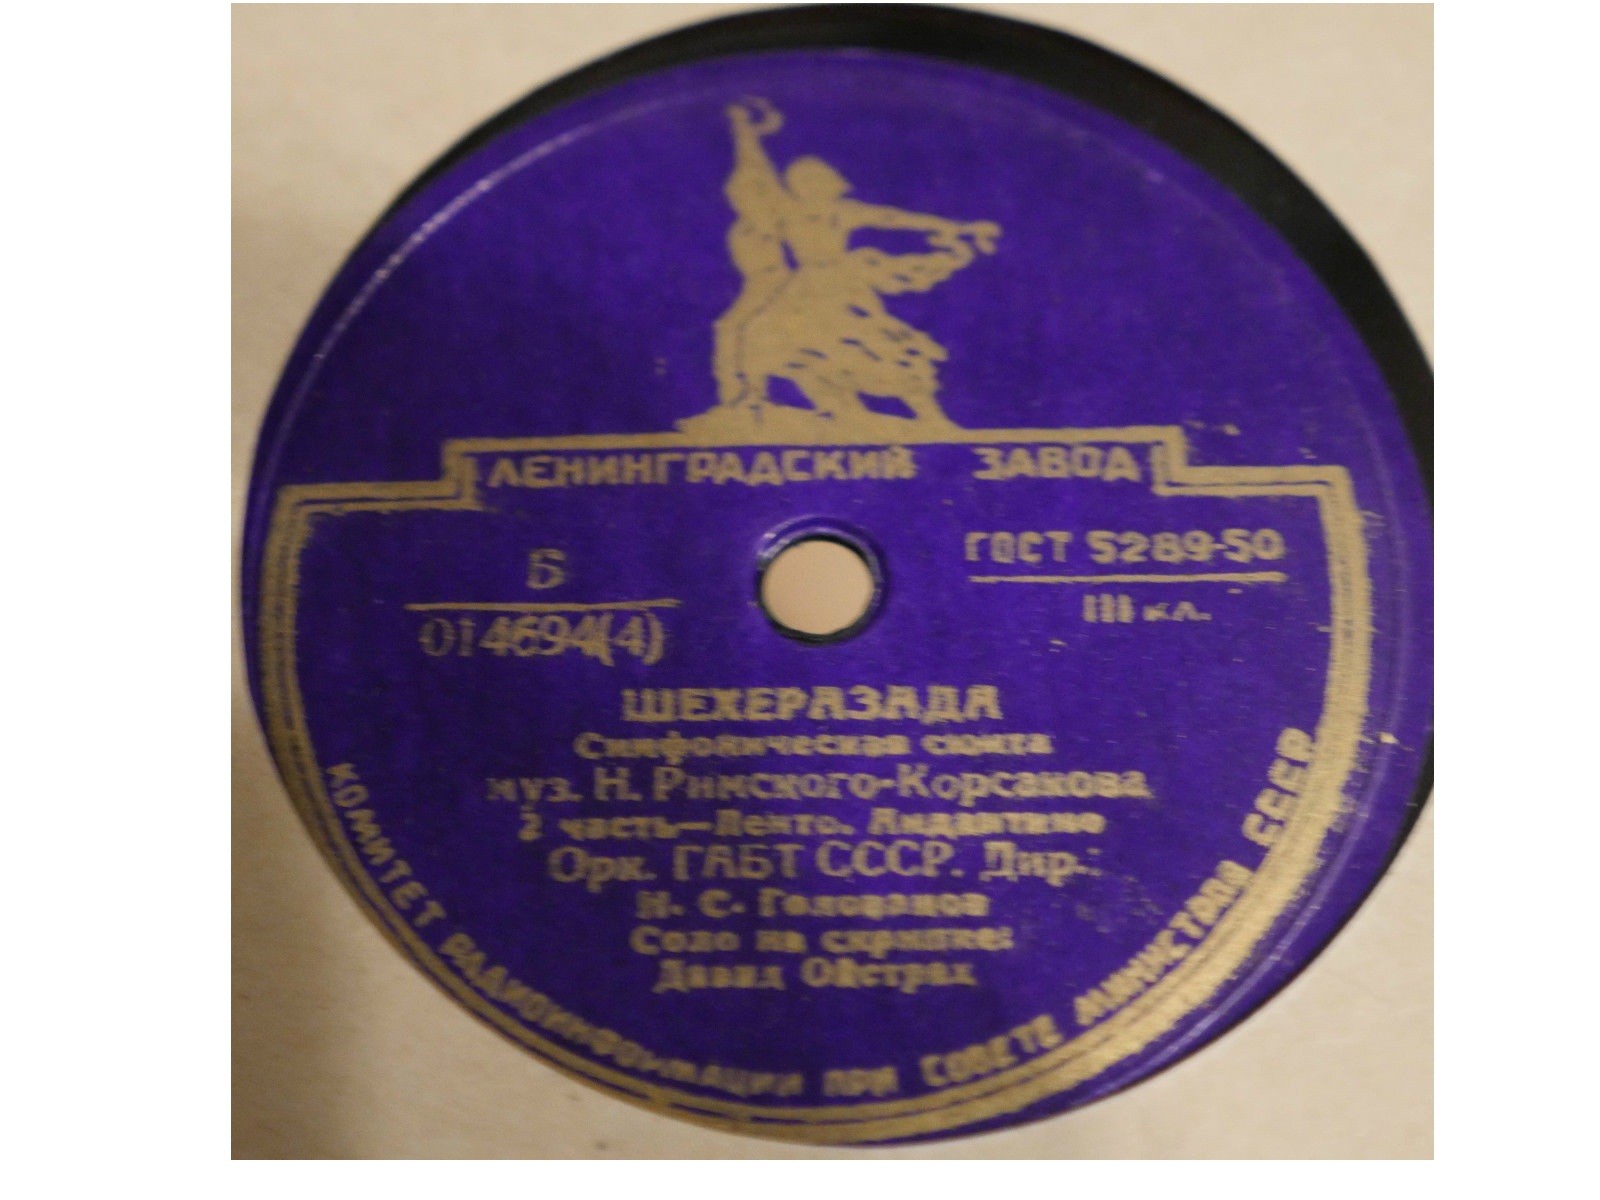 ЛЕНИНГРАДСКИЙ ЗАВОД
Б
014694(4)
ГОСТ 5289-50
III кл.
ШЕХЕРАЗАДА
Симфоническая сюита
муз. Н. Римского-Корсакова
2 часть—Ленто. Андантино
Орк. ГАБТ СССР. Дир.:
Н. С. Голованов
Соло на скрипке:
Давид Ойстрах
КОМИТЕТ РАДИОИНФОРМАЦИИ ПРИ СОВЕТЕ МИНИСТРОВ СССР